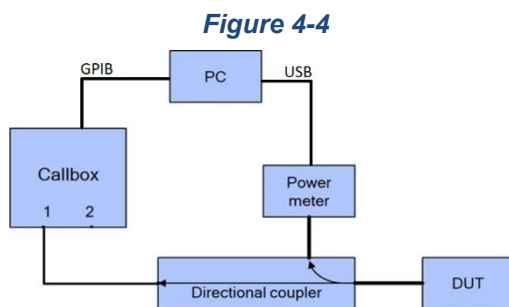 Figure 4-4
GPIB
PC
USB
Callbox
1 2
Power
meter
Directional coupler
DUT